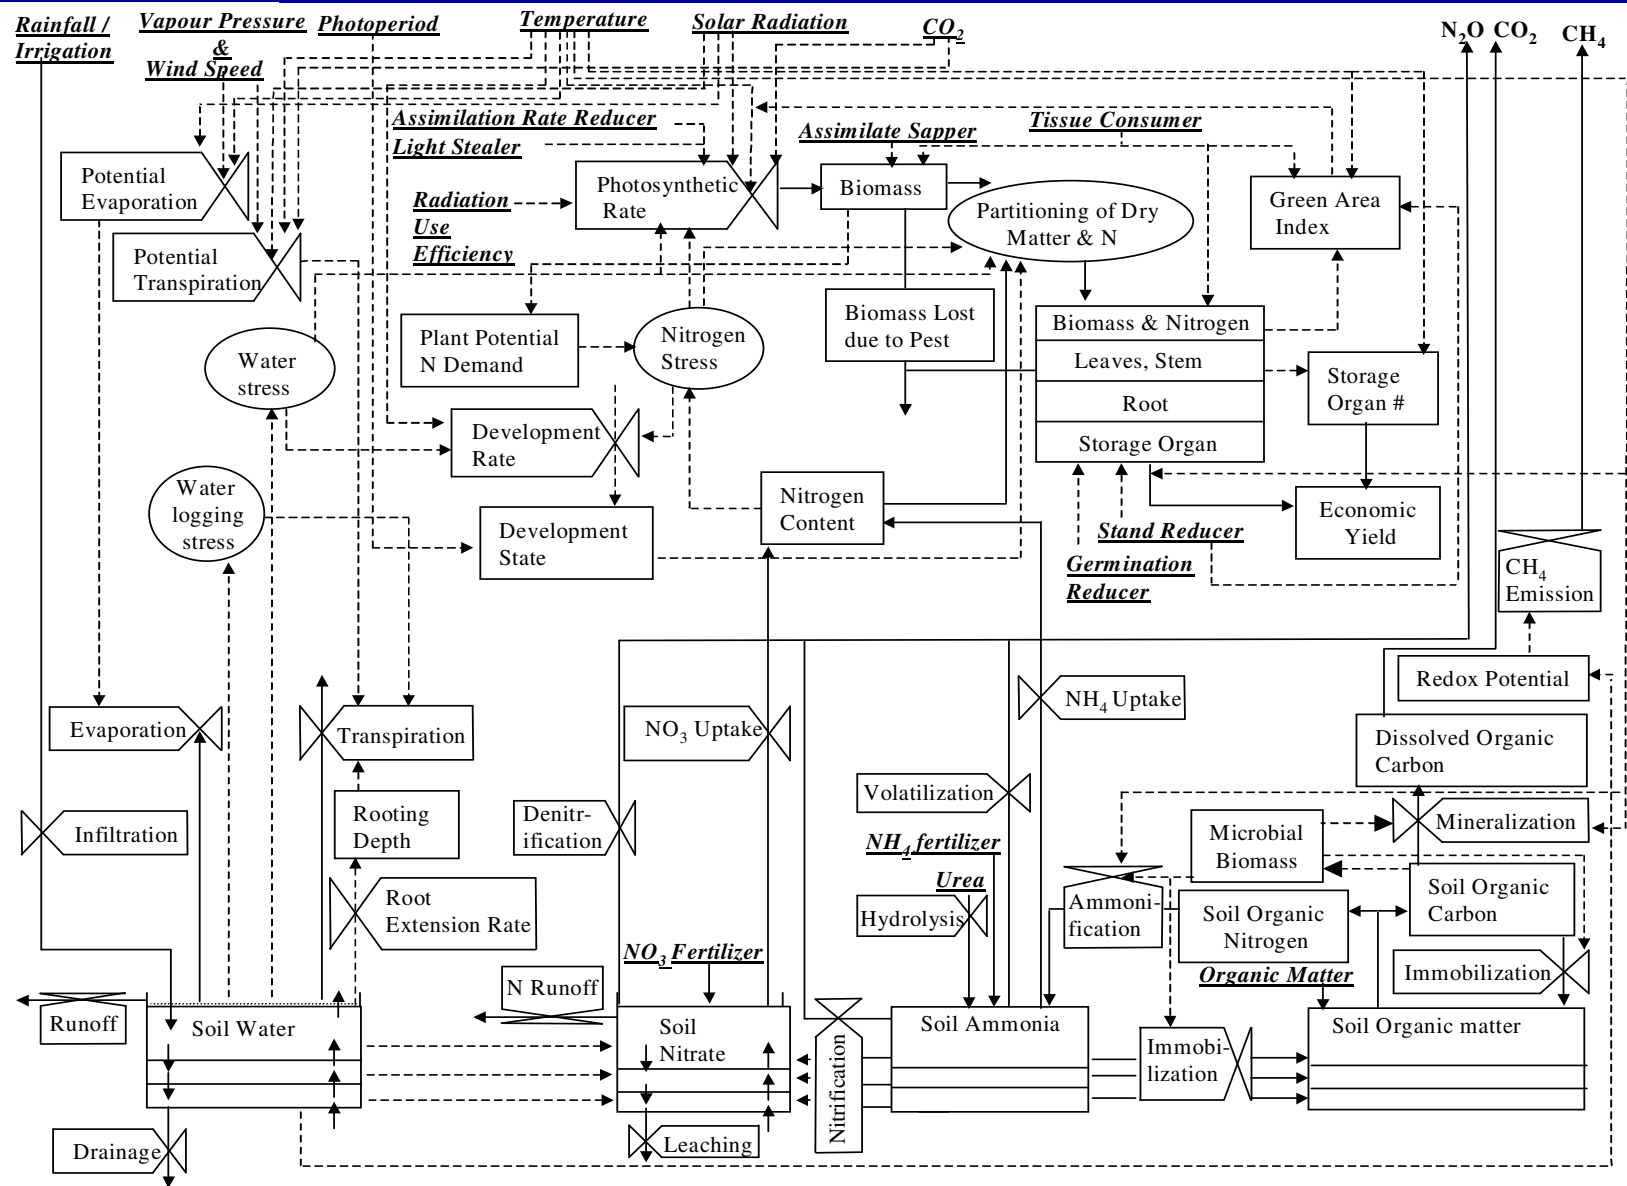 Rainfall /
Irrigation
Vapour Pressure
&
Wind Speed
Photoperiod
Temperature
Solar Radiation
CO2
N2O CO2 CH4
Assimilation Rate Reducer
Light Stealer
Assimilate Sapper
Tissue Consumer
Potential
Evaporation
Photosynthetic
Rate
Biomass
Radiation
Use
Efficiency
Partitioning of Dry
Matter & N
Green Area
Index
Potential
Transpiration
Plant Potential
N Demand
Nitrogen
Stress
Biomass Lost
due to Pest
Biomass & Nitrogen
Leaves, Stem
Root
Storage Organ
Storage
Organ #
Water
stress
Development
Rate
Water
logging
stress
Development
State
Nitrogen
Content
Economic
Yield
Stand Reducer
Germination
Reducer
CH4
Emission
Redox Potential
NH4 Uptake
Evaporation
Transpiration
NO3 Uptake
Dissolved Organic
Carbon
Infiltration
Rooting
Depth
Denitr-
ification
Volatilization
Microbial
Biomass
Mineralization
NH4 fertilizer
Urea
Root
Extension Rate
Hydrolysis
Ammoni-
fication
Soil Organic
Nitrogen
Soil Organic
Carbon
NO3 Fertilizer
Organic Matter
Immobilization
N Runoff
Runoff
Soil Water
Soil
Nitrate
Nitrification
Soil Ammonia
Immobi-
lization
Soil Organic matter
Drainage
Leaching